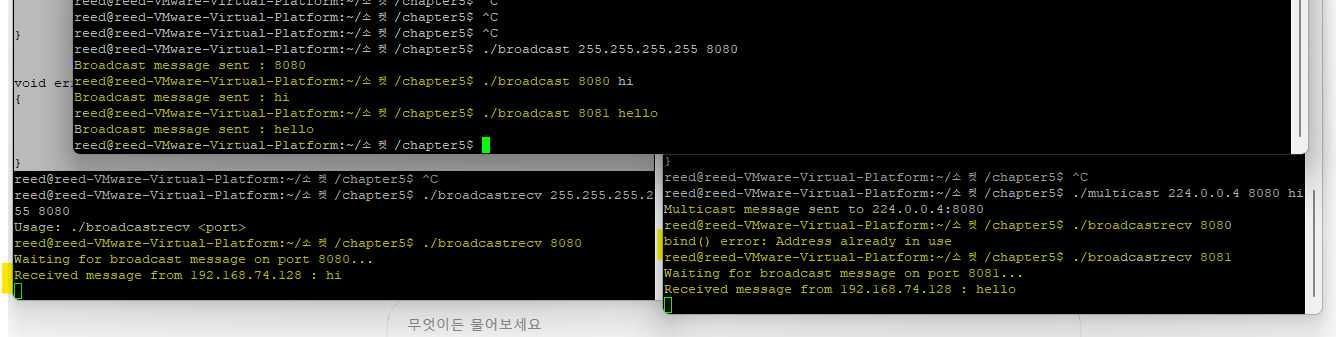 reed@reed-VMware-Virtual-Platform:~/소켓/chapter5$ ^C
reed@reed-VMware-Virtual-Platform:~/소켓/chapter5$ ^C
reed@reed-VMware-Virtual-Platform:~/소켓/chapter5$ ^C
reed@reed-VMware-Virtual-Platform:~/소켓/chapter5$ ./broadcast 255.255.255.255 8080
Broadcast message sent : 8080
reed@reed-VMware-Virtual-Platform:~/소켓/chapter5$ ./broadcast 8080 hi
Broadcast message sent : hi
reed@reed-VMware-Virtual-Platform:~/소켓/chapter5$ ./broadcast 8081 hello
Broadcast message sent : hello
reed@reed-VMware-Virtual-Platform:~/소켓/chapter5$
}
void er
{
}
reed@reed-VMware-Virtual-Platform:~/소켓/chapter5$ ^C
reed@reed-VMware-Virtual-Platform:~/소켓/chapter5$ ./broadcastrecv 255.255.255.2
55 8080
Usage: ./broadcastrecv <port>
reed@reed-VMware-Virtual-Platform:~/소켓/chapter5$ ./broadcastrecv 8080
Waiting for broadcast message on port 8080...
Received message from 192.168.74.128 : hi
}
reed@reed-VMware-Virtual-Platform:~/소켓/chapter5$ ^C
reed@reed-VMware-Virtual-Platform:~/소켓/chapter5$ ./multicast 224.0.0.4 8080 hi
Multicast message sent to 224.0.0.4:8080
reed@reed-VMware-Virtual-Platform:~/소켓/chapter5$ ./broadcastrecv 8080
bind() error: Address already in use
reed@reed-VMware-Virtual-Platform:~/소켓/chapter5$ ./broadcastrecv 8081
Waiting for broadcast message on port 8081...
Received message from 192.168.74.128 : hello
무엇이든 물어보세요